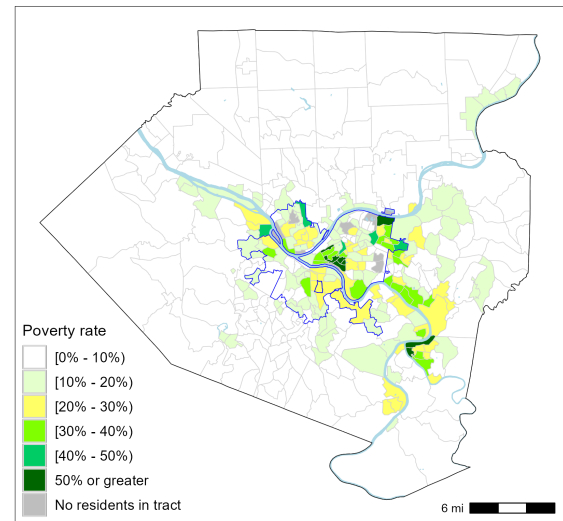 Poverty rate
[0% - 10%)
[10% - 20%)
[20% - 30%)
[30% - 40%)
[40% - 50%)
50% or greater
No residents in tract
6 mi